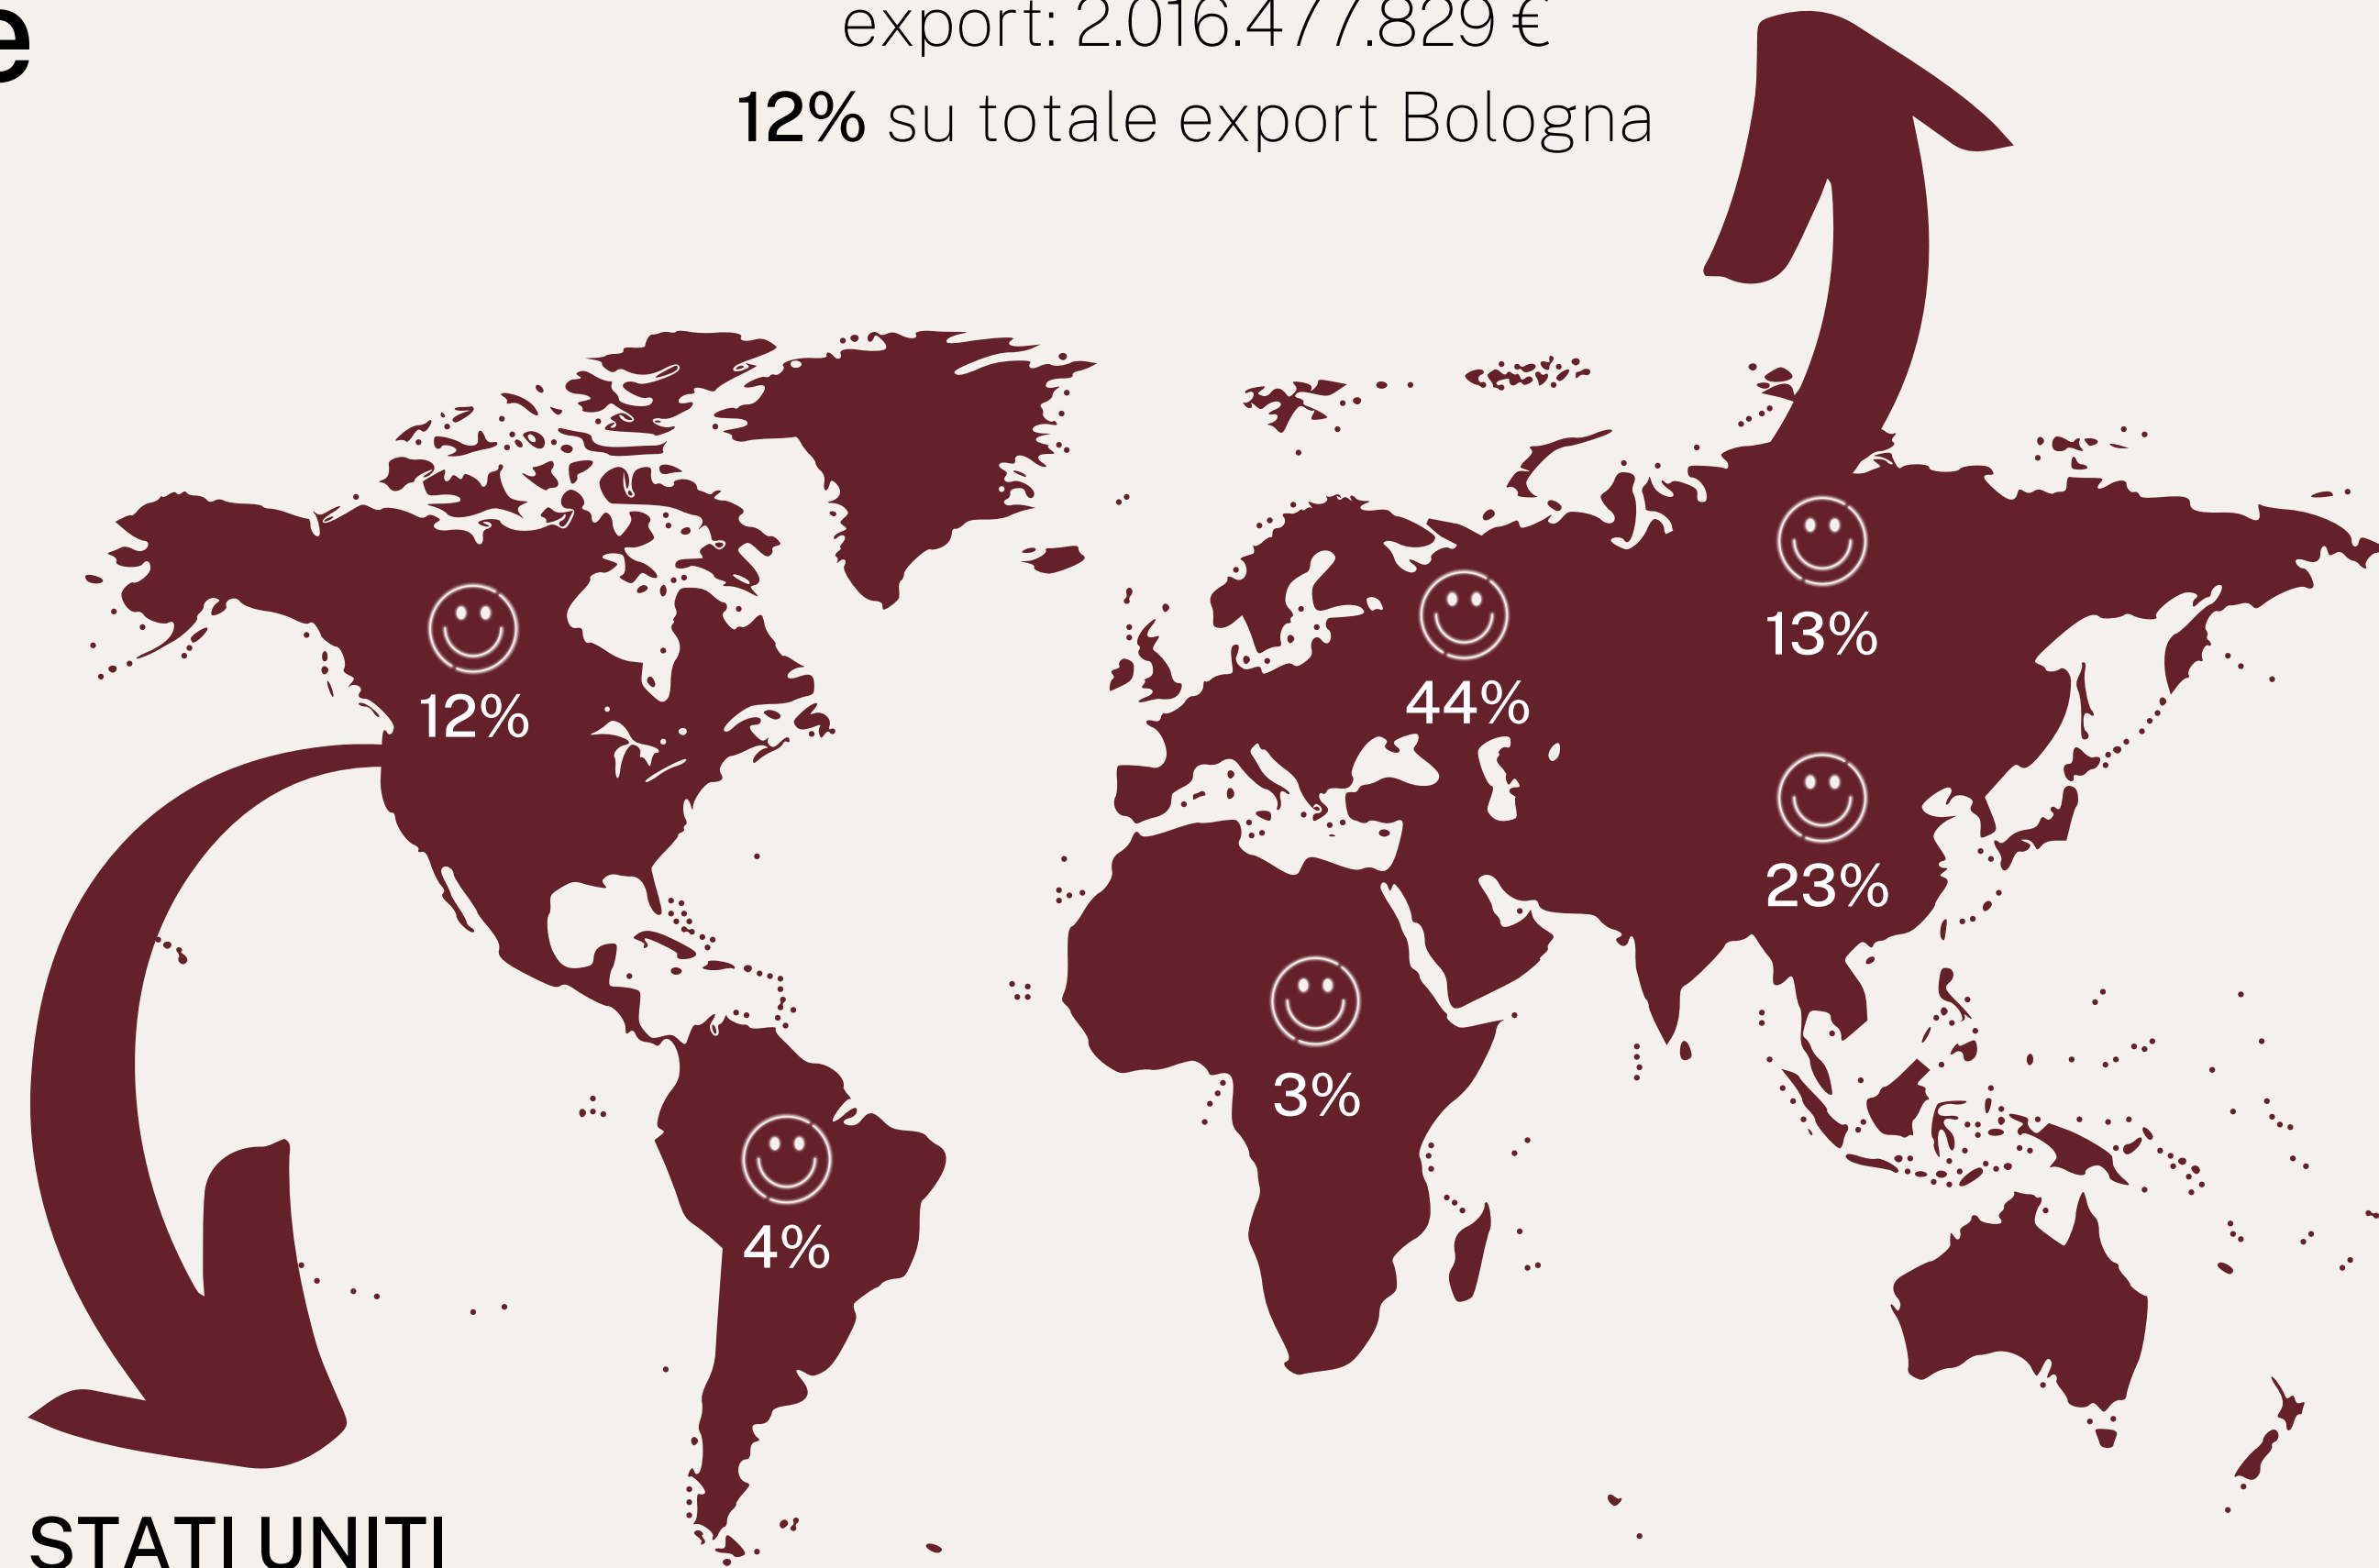 e
export: 2.016.477.829 €
12% su totale export Bologna
13%
12%
44%
23%
3%
4%
STATI UNITI